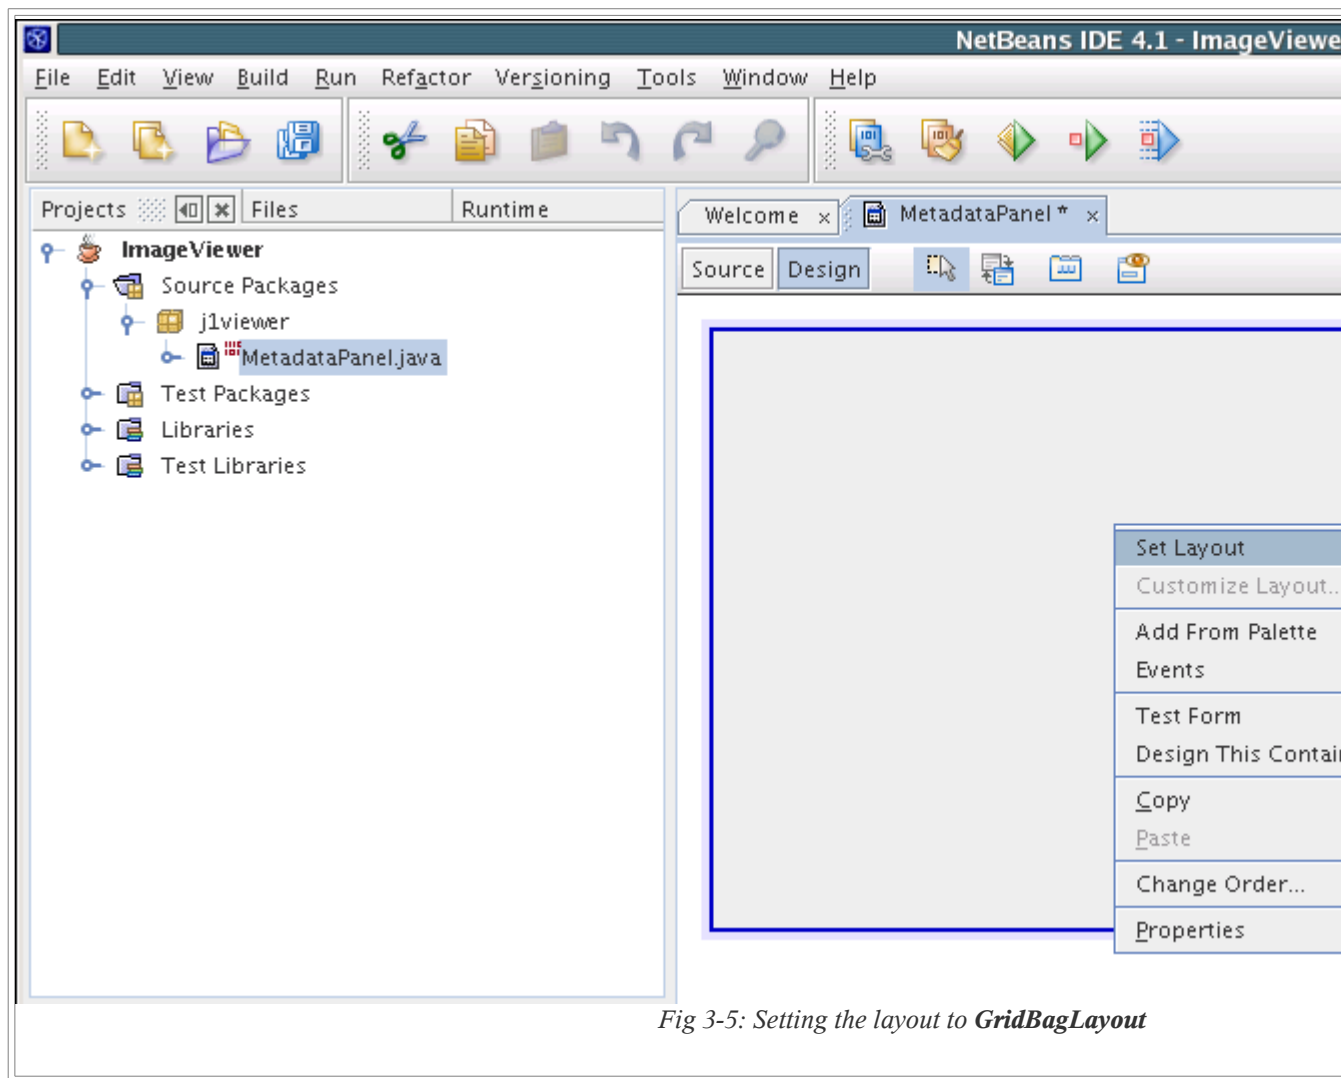 NetBeans IDE 4.1 - ImageViewe
File Edit View Build Run Refactor Versioning Tools Window Help
Projects Files Runtime
Welcome MetadataPanel *
Source Design
ImageViewer
Source Packages
j1viewer
MetadataPanel.java
Test Packages
Libraries
Test Libraries
Set Layout
Customize Layout...
Add From Palette
Events
Test Form
Design This Contai
Copy
Paste
Change Order...
Properties
Fig 3-5: Setting the layout to GridBagLayout